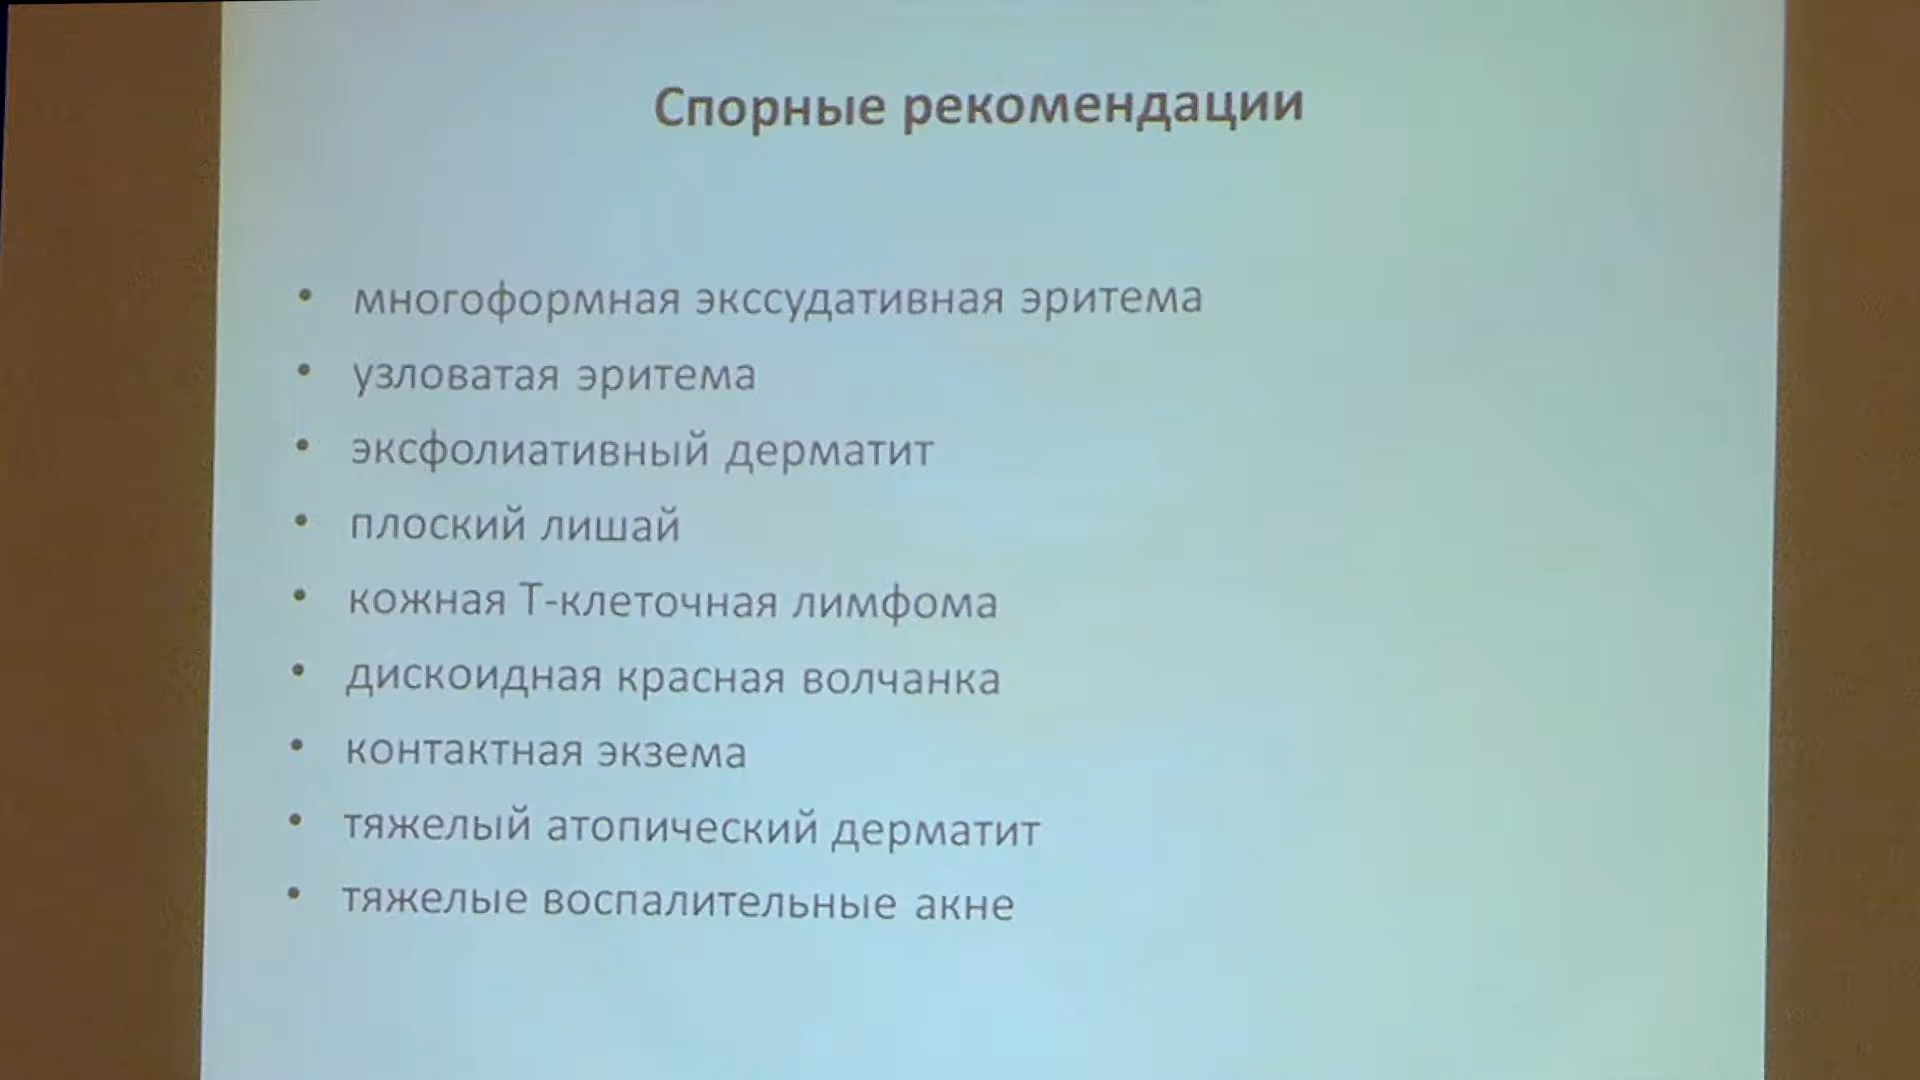 Спорные рекомендации
• многоформная экссудативная эритема
• узловатая эритема
• эксфолиативный дерматит
• плоский лишай
• кожная Т-клеточная лимфома
• дискоидная красная волчанка
• контактная экзема
• тяжелый атопический дерматит
• тяжелые воспалительные акне